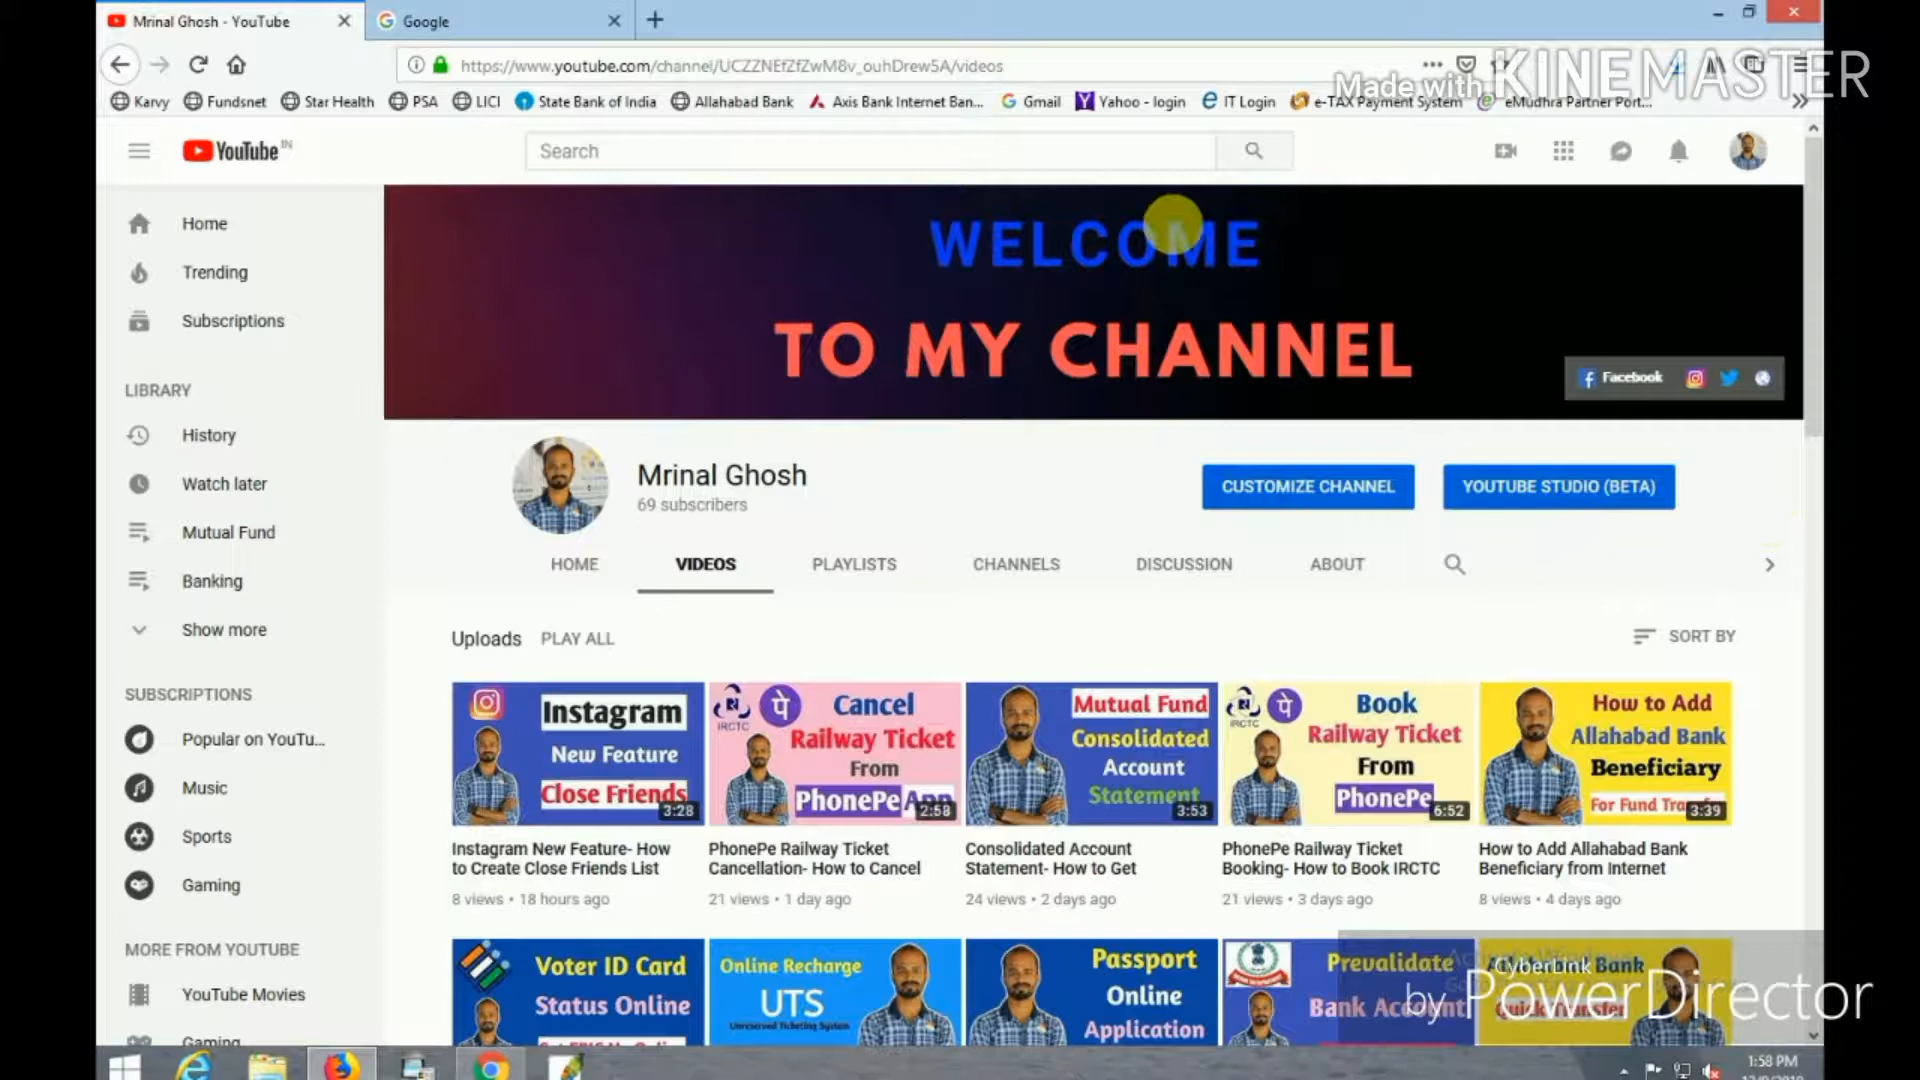 Mrinal Ghosh - YouTube
Google
https://www.youtube.com/channel/UCZZNEfZfZwM8v_ouhDrew5A/videos
Made with KINEMASTER
Karvy
Fundsnet
Star Health
PSA
LICI
State Bank of India
Allahabad Bank
Axis Bank Internet Ban...
Gmail
Yahoo - login
IT Login
e-TAX Payment System
eMudhra Partner Port...
YouTube IN
Search
Home
Trending
Subscriptions
LIBRARY
History
Watch later
Mutual Fund
Banking
Show more
SUBSCRIPTIONS
Popular on YouTu...
Music
Sports
Gaming
MORE FROM YOUTUBE
YouTube Movies
Gaming
WELCOME
TO MY CHANNEL
Facebook
Mrinal Ghosh
69 subscribers
CUSTOMIZE CHANNEL
YOUTUBE STUDIO (BETA)
HOME
VIDEOS
PLAYLISTS
CHANNELS
DISCUSSION
ABOUT
Uploads
PLAY ALL
SORT BY
Instagram
New Feature
Close Friends
3:28
Instagram New Feature- How
to Create Close Friends List
8 views • 18 hours ago
IRCTC
पे
Cancel
Railway Ticket
From
PhonePe App
2:58
PhonePe Railway Ticket
Cancellation- How to Cancel
21 views • 1 day ago
Mutual Fund
Consolidated
Account
Statement
3:53
Consolidated Account
Statement- How to Get
24 views • 2 days ago
IRCTC
पे
Book
Railway Ticket
From
PhonePe
6:52
PhonePe Railway Ticket
Booking- How to Book IRCTC
21 views • 3 days ago
How to Add
Allahabad Bank
Beneficiary
For Fund
3:39
How to Add Allahabad Bank
Beneficiary from Internet
8 views • 4 days ago
Voter ID Card
Status Online
Online Recharge
UTS
Unreserved Ticketing System
Passport
Online
Application
Prevalidate
Bank Account
Bank
Quick Transfer
CyberLink
by PowerDirector
1:58 PM